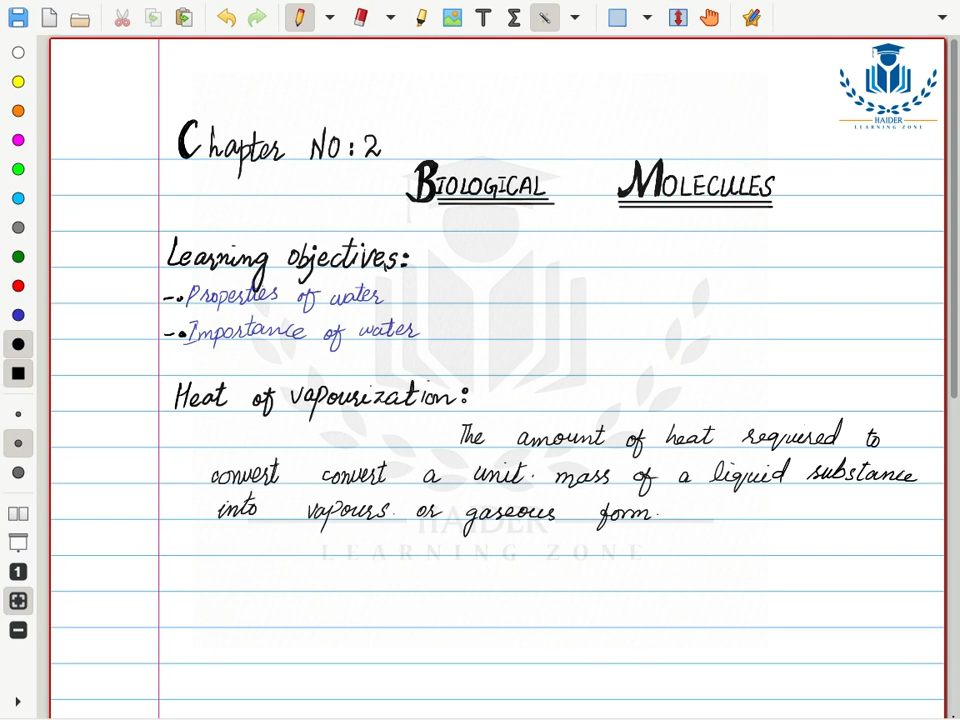 HAIDER
LEARNING ZONE
Chapter NO: 2
BIOLOGICAL MOLECULES
Learning objectives:
-• Properties of water
-• Importance of water
Heat of vapourization:
The amount of heat required to
convert convert a unit. mass of a liquid substance
into vapours. or gaseous form.
HAIDER
LEARNING ZONE